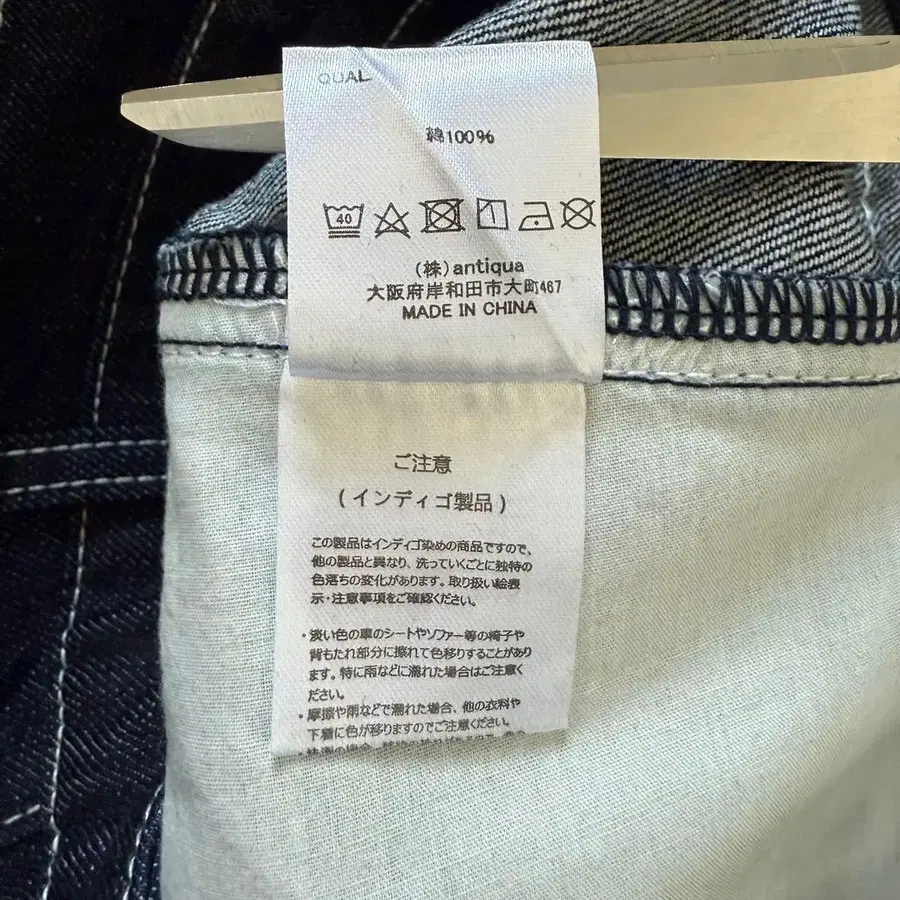 QUAL
綿100%
40
(株)antiqua
大阪府岸和田市大町467
MADE IN CHINA
ご注意
(インディゴ製品)
この製品はインディゴ染めの商品ですので、
他の製品と異なり、洗っていくごとに独特の
色落ちの変化があります。取り扱い絵表
示・注意事項をご確認ください。
・淡い色の車のシートやソファー等の椅子や
背もたれ部分に擦れて色移りすることがあり
ます。特に雨などに濡れた場合はご注意く
ださい。
・摩擦や雨などで濡れた場合、他の衣料や
下着に色が移りますのでご注意ください。